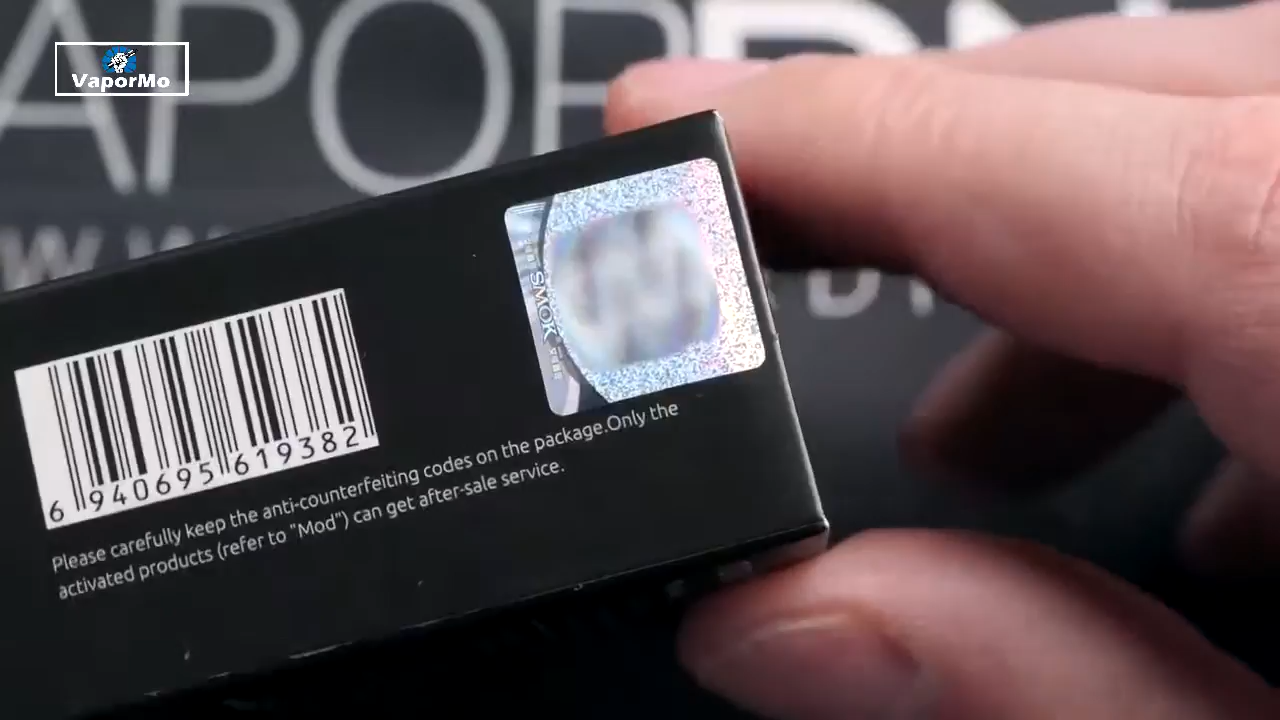 VaporMo
APOR
SMOK
6 940695 619382
Please carefully keep the anti-counterfeiting codes on the package.Only the
activated products (refer to "Mod") can get after-sale service.